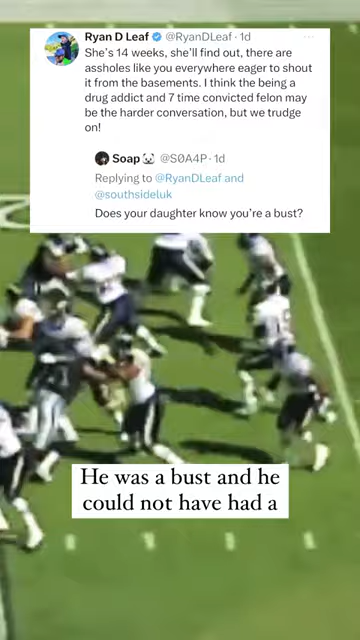 Ryan D Leaf @RyanDLeaf · 1d
She's 14 weeks, she'll find out, there are
assholes like you everywhere eager to shout
it from the basements. I think the being a
drug addict and 7 time convicted felon may
be the harder conversation, but we trudge
on!
Soap 🐼 @S0A4P · 1d
Replying to @RyanDLeaf and
@southsideluk
Does your daughter know you're a bust?
He was a bust and he
could not have had a